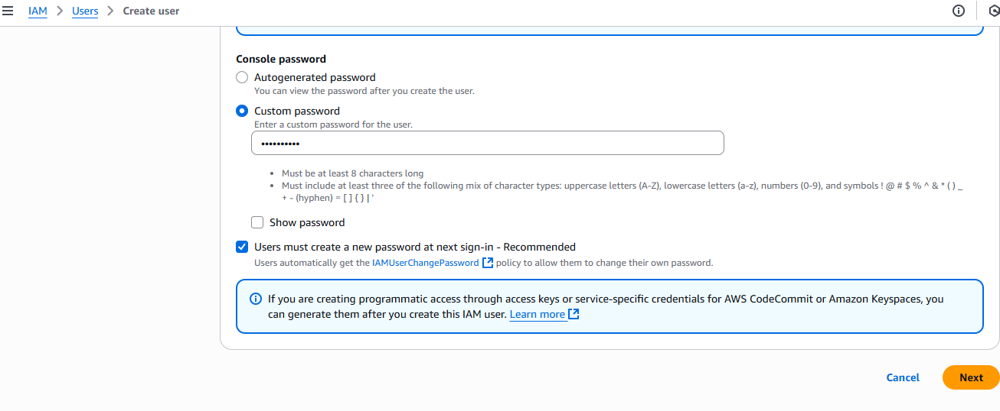 IAM > Users > Create user
Console password
Autogenerated password
You can view the password after you create the user.
Custom password
Enter a custom password for the user.
••••••••••
• Must be at least 8 characters long
• Must include at least three of the following mix of character types: uppercase letters (A-Z), lowercase letters (a-z), numbers (0-9), and symbols ! @ # $ % ^ & * ( ) _
+ - (hyphen) = [ ] { } | '
Show password
Users must create a new password at next sign-in - Recommended
Users automatically get the IAMUserChangePassword policy to allow them to change their own password.
If you are creating programmatic access through access keys or service-specific credentials for AWS CodeCommit or Amazon Keyspaces, you
can generate them after you create this IAM user. Learn more
Cancel
Next